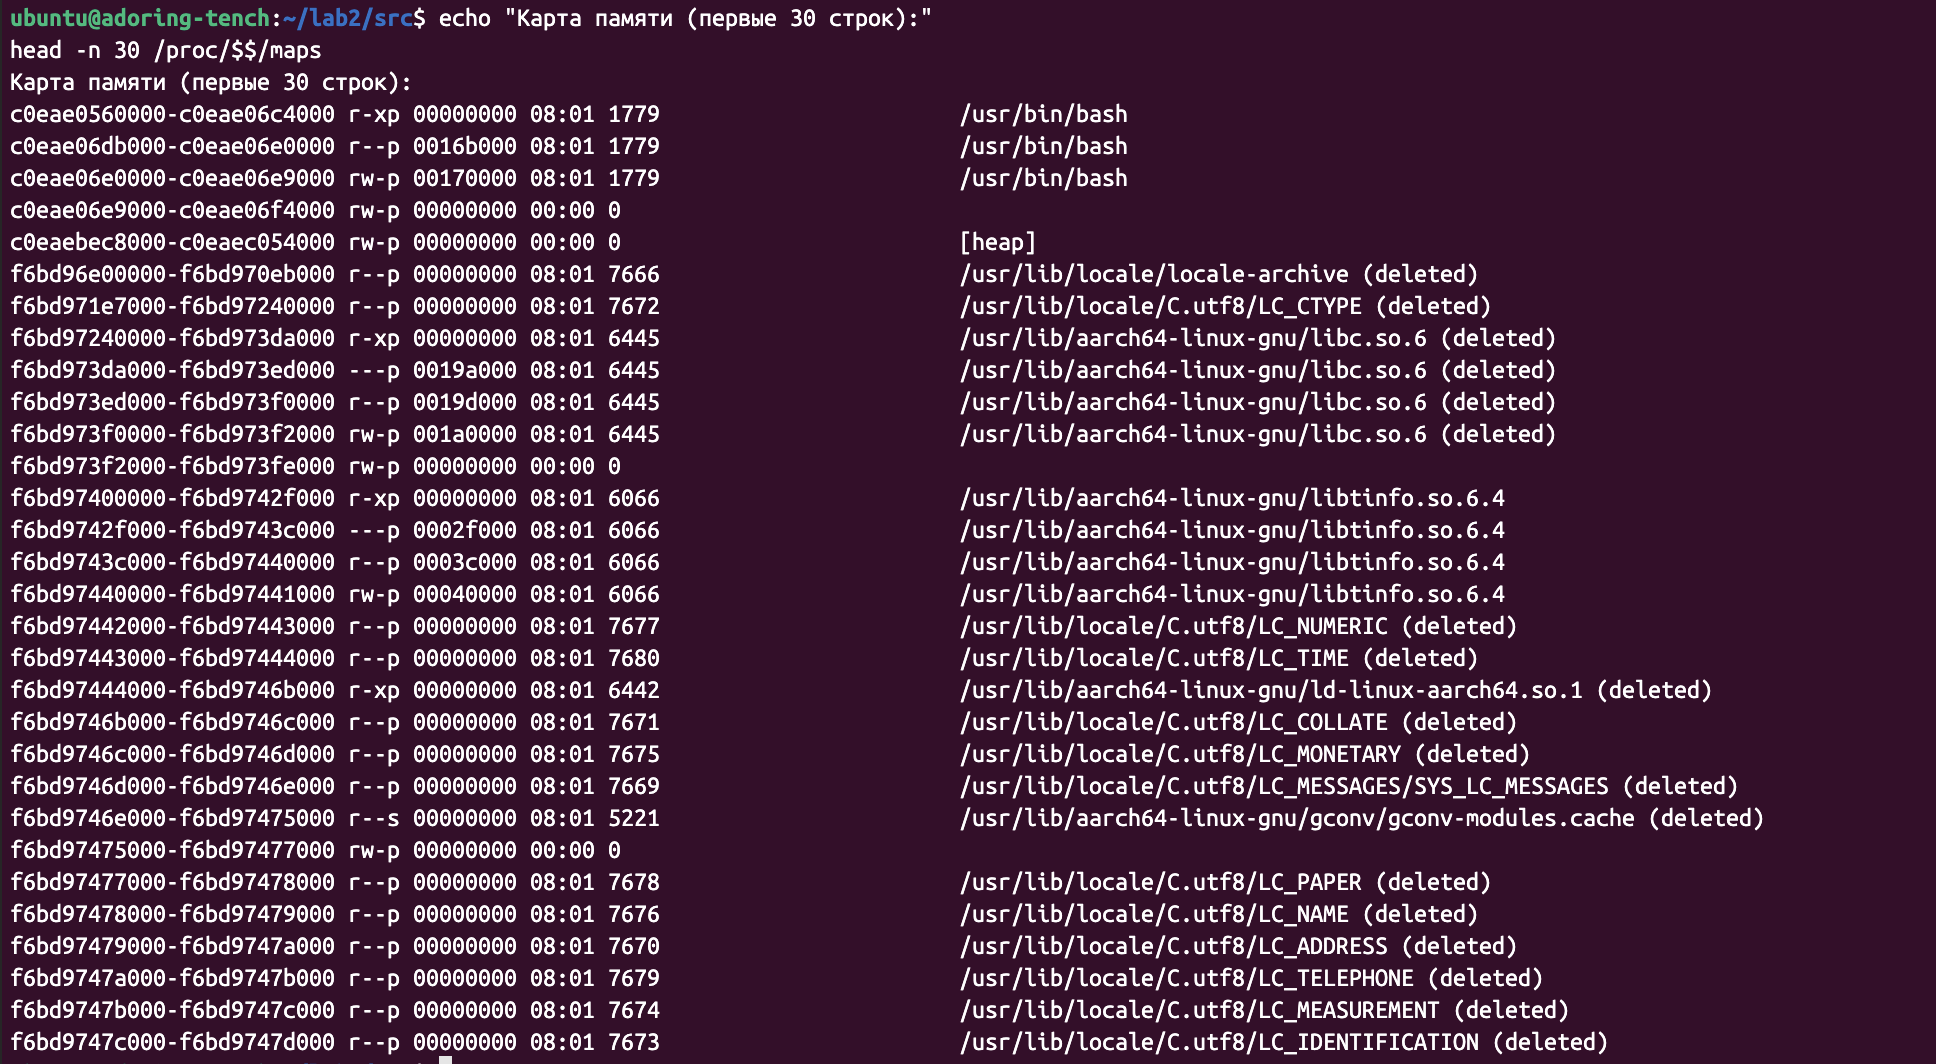 ubuntu@adoring-tench:~/lab2/src$ echo "Карта памяти (первые 30 строк):"
head -n 30 /proc/$$/maps
Карта памяти (первые 30 строк):
c0eae0560000-c0eae06c4000 r-xp 00000000 08:01 1779 /usr/bin/bash
c0eae06db000-c0eae06e0000 r--p 0016b000 08:01 1779 /usr/bin/bash
c0eae06e0000-c0eae06e9000 rw-p 00170000 08:01 1779 /usr/bin/bash
c0eae06e9000-c0eae06f4000 rw-p 00000000 00:00 0
c0eaebec8000-c0eaec054000 rw-p 00000000 00:00 0 [heap]
f6bd96e00000-f6bd970eb000 r--p 00000000 08:01 7666 /usr/lib/locale/locale-archive (deleted)
f6bd971e7000-f6bd97240000 r--p 00000000 08:01 7672 /usr/lib/locale/C.utf8/LC_CTYPE (deleted)
f6bd97240000-f6bd973da000 r-xp 00000000 08:01 6445 /usr/lib/aarch64-linux-gnu/libc.so.6 (deleted)
f6bd973da000-f6bd973ed000 ---p 0019a000 08:01 6445 /usr/lib/aarch64-linux-gnu/libc.so.6 (deleted)
f6bd973ed000-f6bd973f0000 r--p 0019d000 08:01 6445 /usr/lib/aarch64-linux-gnu/libc.so.6 (deleted)
f6bd973f0000-f6bd973f2000 rw-p 001a0000 08:01 6445 /usr/lib/aarch64-linux-gnu/libc.so.6 (deleted)
f6bd973f2000-f6bd973fe000 rw-p 00000000 00:00 0
f6bd97400000-f6bd9742f000 r-xp 00000000 08:01 6066 /usr/lib/aarch64-linux-gnu/libtinfo.so.6.4
f6bd9742f000-f6bd9743c000 ---p 0002f000 08:01 6066 /usr/lib/aarch64-linux-gnu/libtinfo.so.6.4
f6bd9743c000-f6bd97440000 r--p 0003c000 08:01 6066 /usr/lib/aarch64-linux-gnu/libtinfo.so.6.4
f6bd97440000-f6bd97441000 rw-p 00040000 08:01 6066 /usr/lib/aarch64-linux-gnu/libtinfo.so.6.4
f6bd97442000-f6bd97443000 r--p 00000000 08:01 7677 /usr/lib/locale/C.utf8/LC_NUMERIC (deleted)
f6bd97443000-f6bd97444000 r--p 00000000 08:01 7680 /usr/lib/locale/C.utf8/LC_TIME (deleted)
f6bd97444000-f6bd9746b000 r-xp 00000000 08:01 6442 /usr/lib/aarch64-linux-gnu/ld-linux-aarch64.so.1 (deleted)
f6bd9746b000-f6bd9746c000 r--p 00000000 08:01 7671 /usr/lib/locale/C.utf8/LC_COLLATE (deleted)
f6bd9746c000-f6bd9746d000 r--p 00000000 08:01 7675 /usr/lib/locale/C.utf8/LC_MONETARY (deleted)
f6bd9746d000-f6bd9746e000 r--p 00000000 08:01 7669 /usr/lib/locale/C.utf8/LC_MESSAGES/SYS_LC_MESSAGES (deleted)
f6bd9746e000-f6bd97475000 r--s 00000000 08:01 5221 /usr/lib/aarch64-linux-gnu/gconv/gconv-modules.cache (deleted)
f6bd97475000-f6bd97477000 rw-p 00000000 00:00 0
f6bd97477000-f6bd97478000 r--p 00000000 08:01 7678 /usr/lib/locale/C.utf8/LC_PAPER (deleted)
f6bd97478000-f6bd97479000 r--p 00000000 08:01 7676 /usr/lib/locale/C.utf8/LC_NAME (deleted)
f6bd97479000-f6bd9747a000 r--p 00000000 08:01 7670 /usr/lib/locale/C.utf8/LC_ADDRESS (deleted)
f6bd9747a000-f6bd9747b000 r--p 00000000 08:01 7679 /usr/lib/locale/C.utf8/LC_TELEPHONE (deleted)
f6bd9747b000-f6bd9747c000 r--p 00000000 08:01 7674 /usr/lib/locale/C.utf8/LC_MEASUREMENT (deleted)
f6bd9747c000-f6bd9747d000 r--p 00000000 08:01 7673 /usr/lib/locale/C.utf8/LC_IDENTIFICATION (deleted)